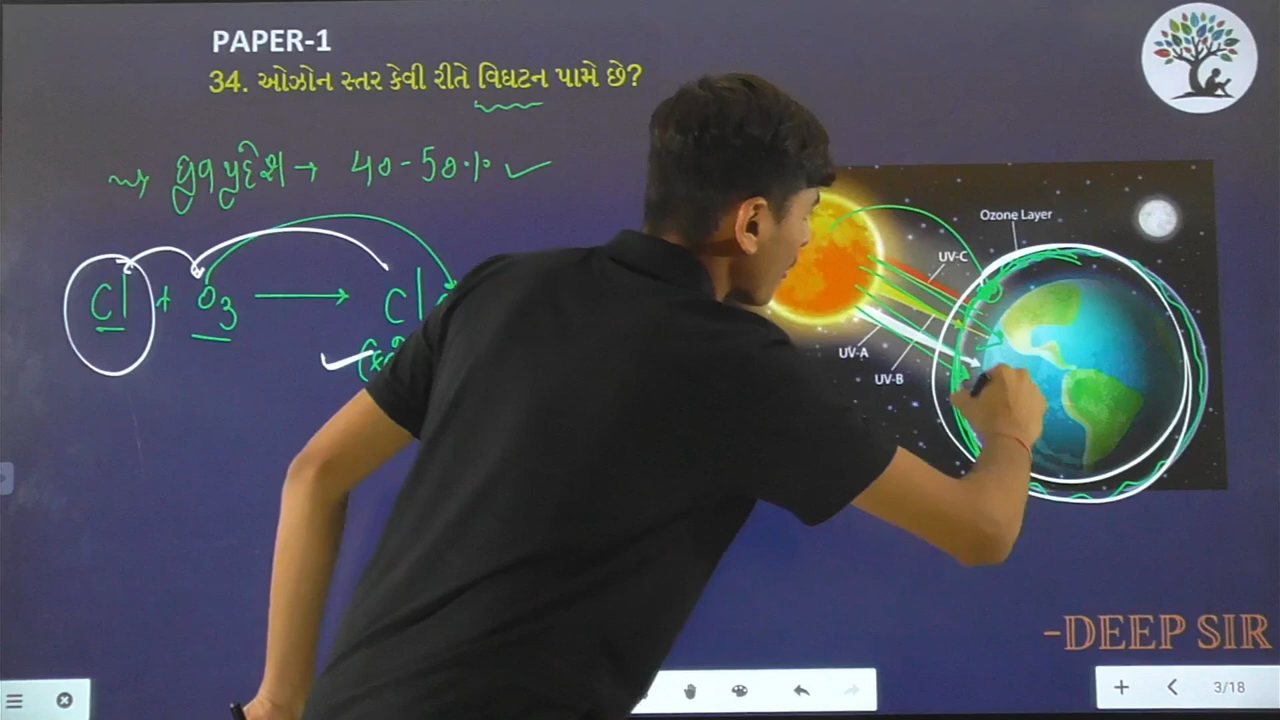 PAPER-1
34. ઓઝોન સ્તર કેવી રીતે વિઘટન પામે છે?
ધ્રુવ પ્રદેશ → 40-50% ✓
Cl + O3 → Cl
Ozone Layer
UV-C
UV-A
UV-B
-DEEP SIR
3/18